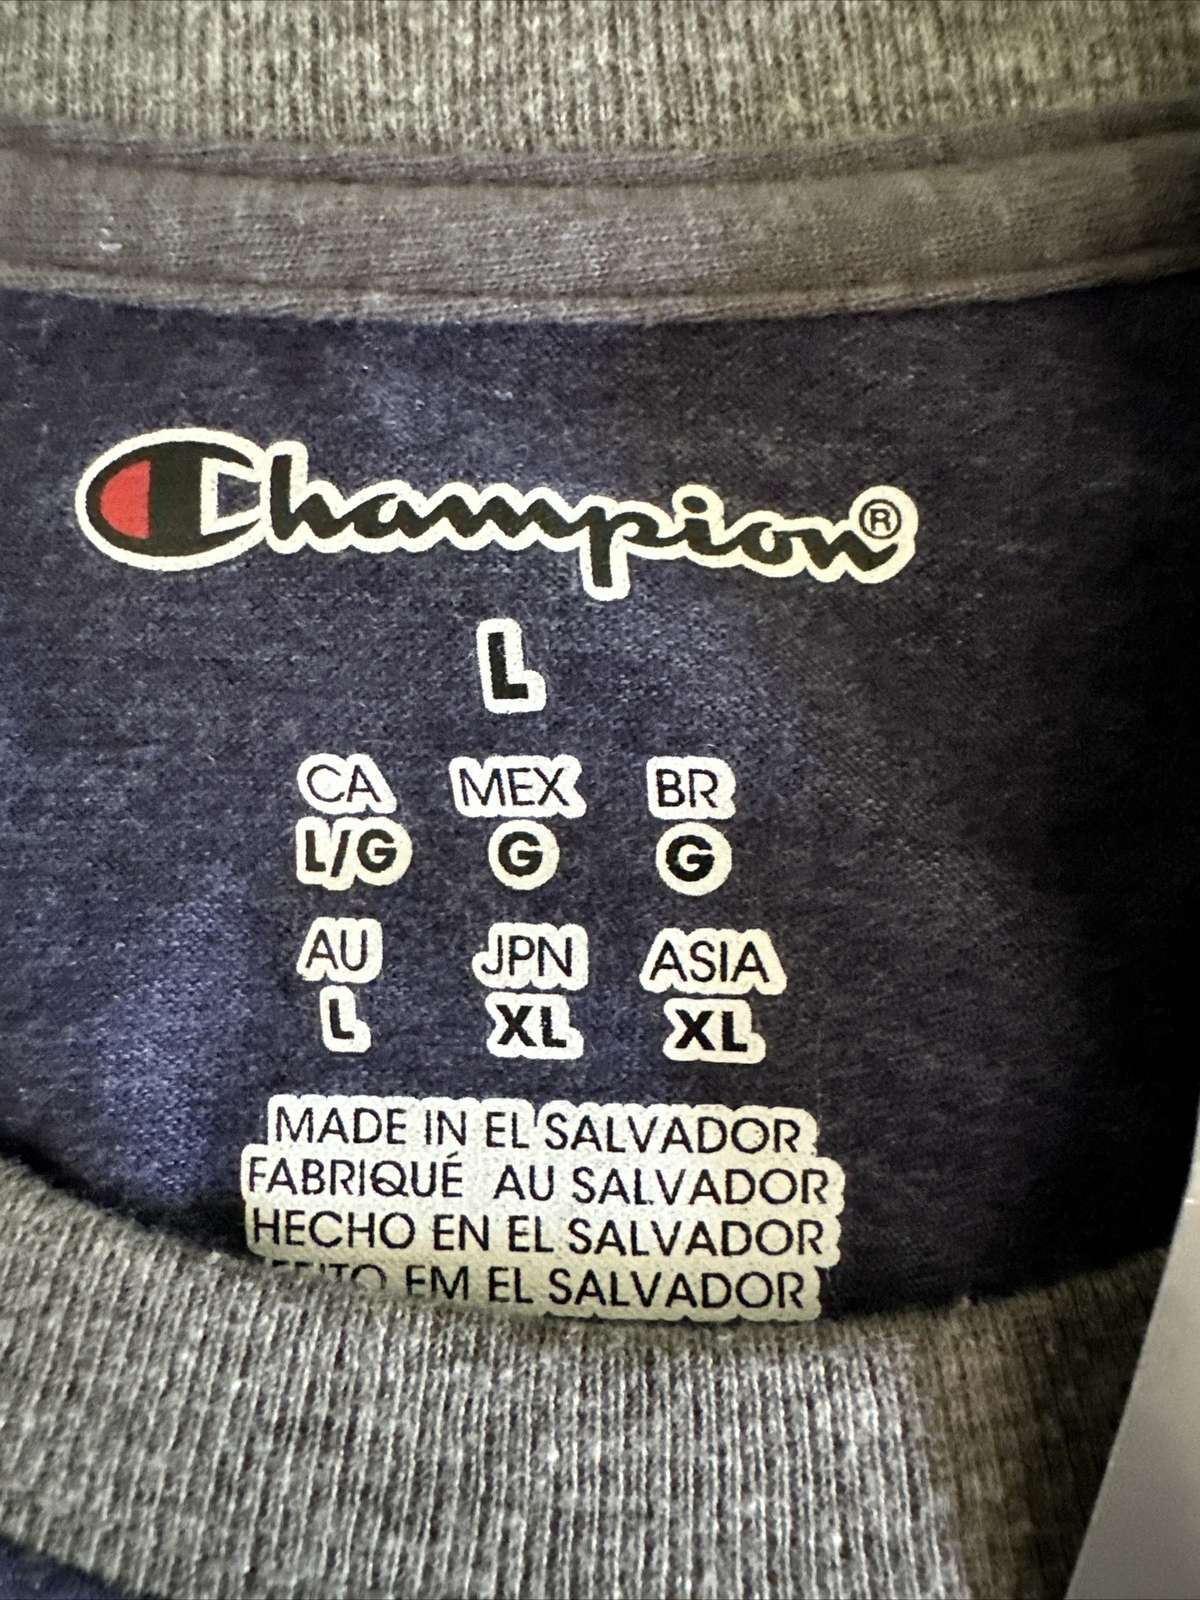 Champion®
L
CA MEX BR
L/G G G
AU JPN ASIA
L XL XL
MADE IN EL SALVADOR
FABRIQUÉ AU SALVADOR
HECHO EN EL SALVADOR
EM EL SALVADOR